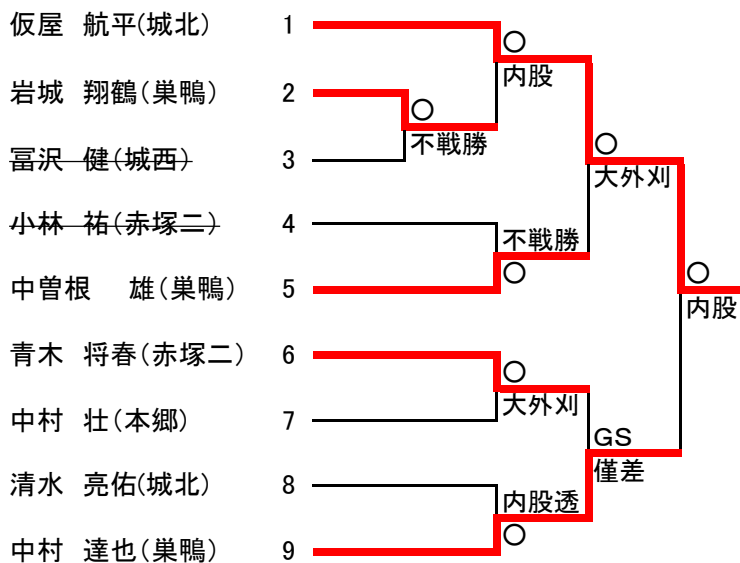 仮屋 航平(城北) 1
岩城 翔鶴(巣鴨) 2
冨沢 健(城西) 3
小林 祐(赤塚二) 4
中曽根 雄(巣鴨) 5
青木 将春(赤塚二) 6
中村 壮(本郷) 7
清水 亮佑(城北) 8
中村 達也(巣鴨) 9
○
不戦勝
○
内股
不戦勝
○
○
大外刈
内股透
○
○
大外刈
GS
僅差
○
内股